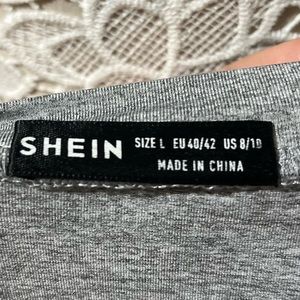 SHEIN
SIZE L EU 40/42 US 8/10
MADE IN CHINA